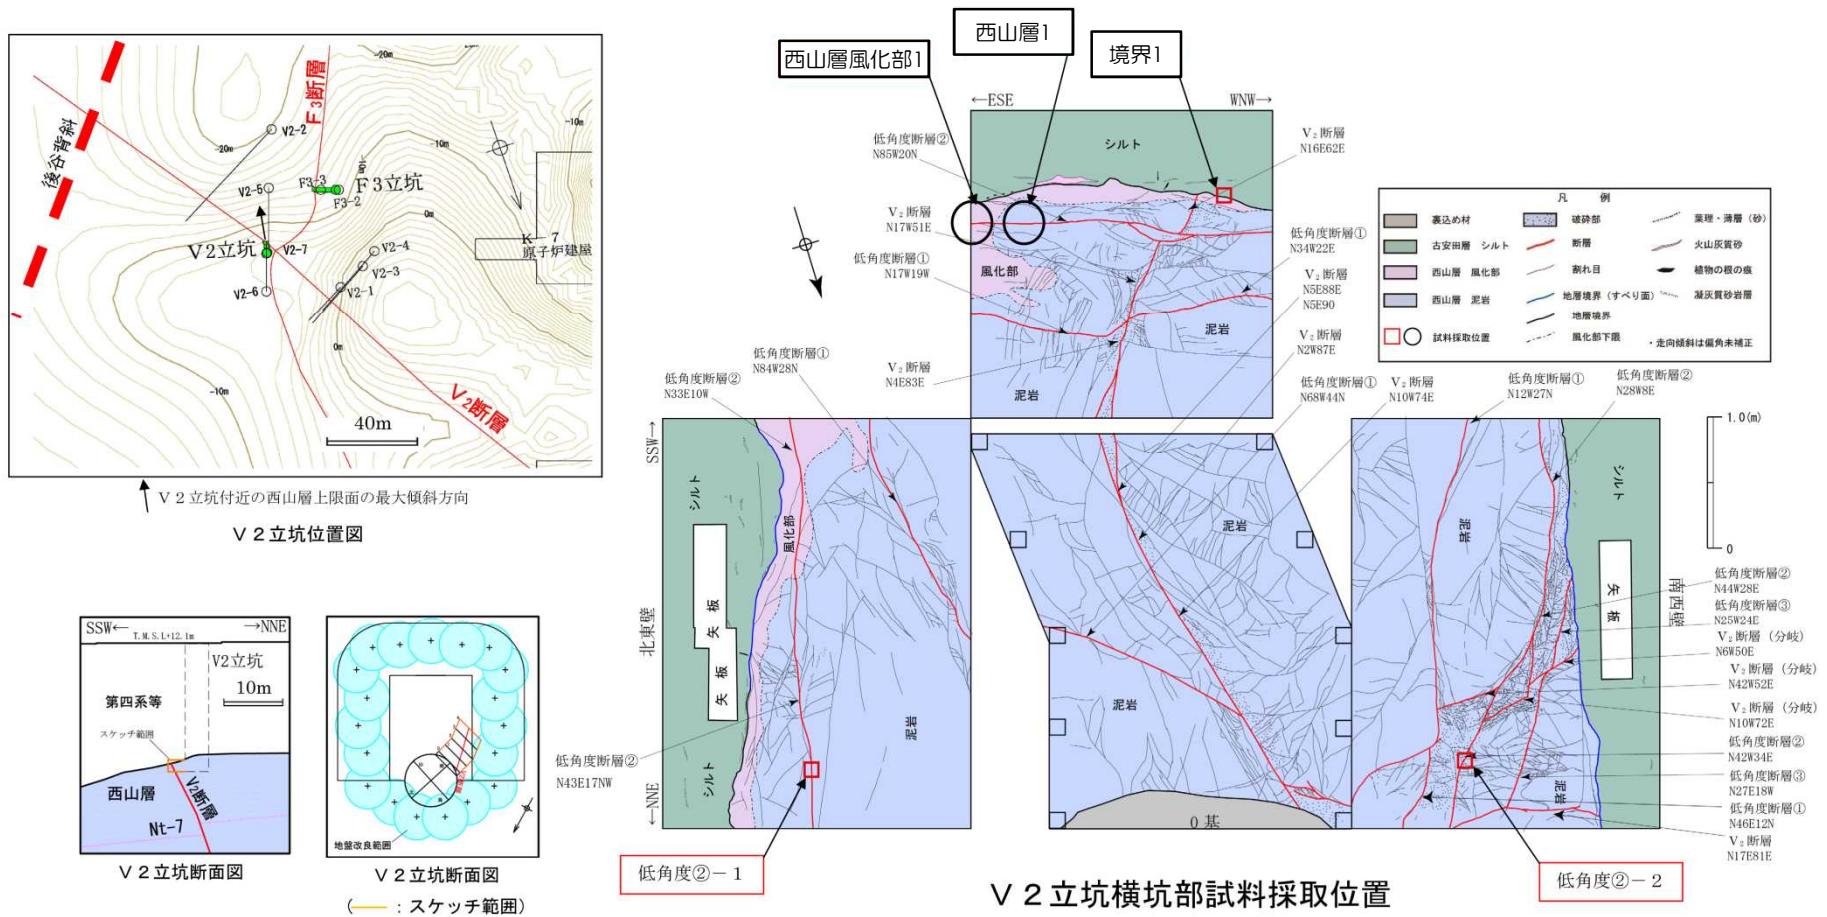 西山層風化部1
西山層1
境界1
後谷背斜
F₃断層
-20m
-10m
-10m
V2-2
-20m
-10m
V2-5
F3-3
F3立坑
F3-2
0m
V2立坑
V2-7
K-7
原子炉建屋
V2-4
V2-3
V2-6
V2-1
0m
-10m
V₂断層
40m
V2立坑付近の西山層上限面の最大傾斜方向
V2立坑位置図
SSW←
→NNE
T.M.S.L+12.1m
V2立坑
10m
第四系等
スケッチ範囲
西山層
V₂断層
Nt-7
V2立坑断面図
地盤改良範囲
V2立坑断面図
(── : スケッチ範囲)
←ESE
WNW→
シルト
低角度断層②
N85W20N
V₂断層
N16E62E
V₂断層
N17W51E
低角度断層①
N17W19W
風化部
低角度断層①
N34W22E
V₂断層
N5E88E
N5E90
泥岩
V₂断層
N2W87E
V₂断層
N4E83E
泥岩
低角度断層①
N68W44N
V₂断層
N10W74E
凡例
裏込め材
破砕部
葉理・薄層(砂)
古安田層 シルト
断層
火山灰質砂
西山層 風化部
割れ目
植物の根の痕
西山層 泥岩
地層境界(すべり面)
凝灰質砂岩層
地層境界
試料採取位置
風化部下限
・走向傾斜は偏角未補正
低角度断層①
N84W28N
低角度断層②
N33E10W
SSW→
シルト
風化部
矢板
矢板
北東壁
泥岩
低角度断層②
N43E17NW
シルト
←NNE
低角度②-1
泥岩
泥岩
0基
低角度断層①
N12W27N
低角度断層②
N28W8E
1.0(m)
0
シルト
泥岩
矢板
南西壁
低角度断層②
N44W28E
低角度断層③
N25W24E
V₂断層(分岐)
N6W50E
V₂断層(分岐)
N42W52E
V₂断層(分岐)
N10W72E
低角度断層②
N42W34E
低角度断層③
N27E18W
低角度断層①
N46E12N
V₂断層
N17E81E
泥岩
低角度②-2
V2立坑横坑部試料採取位置